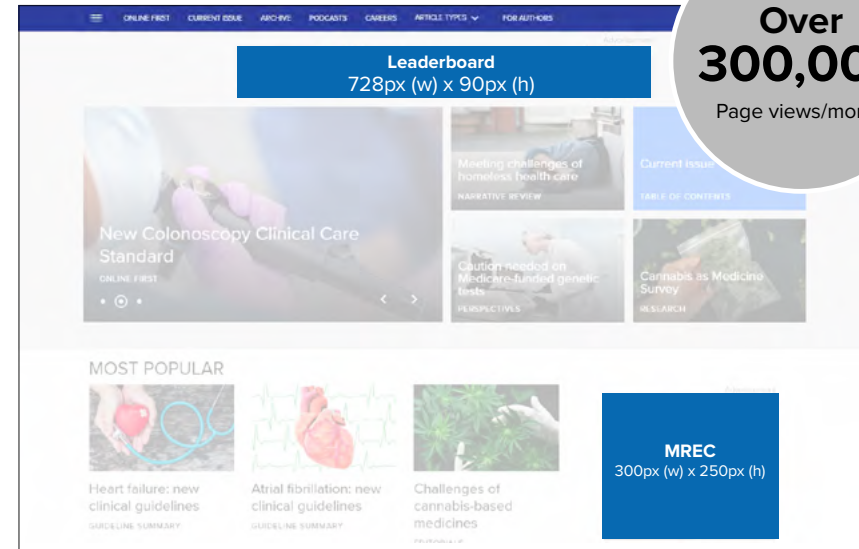 ONLINE FIRST CURRENT ISSUE ARCHIVE PODCASTS CAREERS ARTICLE TYPES FOR AUTHORS
Over
300,00
Page views/mon
Advertisement
Leaderboard
728px (w) x 90px (h)
New Colonoscopy Clinical Care
Standard
ONLINE FIRST
Meeting challenges of
homeless health care
NARRATIVE REVIEW
Current issue
TABLE OF CONTENTS
Caution needed on
Medicare-funded genetic
tests
PERSPECTIVES
Cannabis as Medicine
Survey
RESEARCH
MOST POPULAR
Advertisement
Heart failure: new
clinical guidelines
GUIDELINE SUMMARY
Atrial fibrillation: new
clinical guidelines
GUIDELINE SUMMARY
Challenges of
cannabis-based
medicines
MREC
300px (w) x 250px (h)